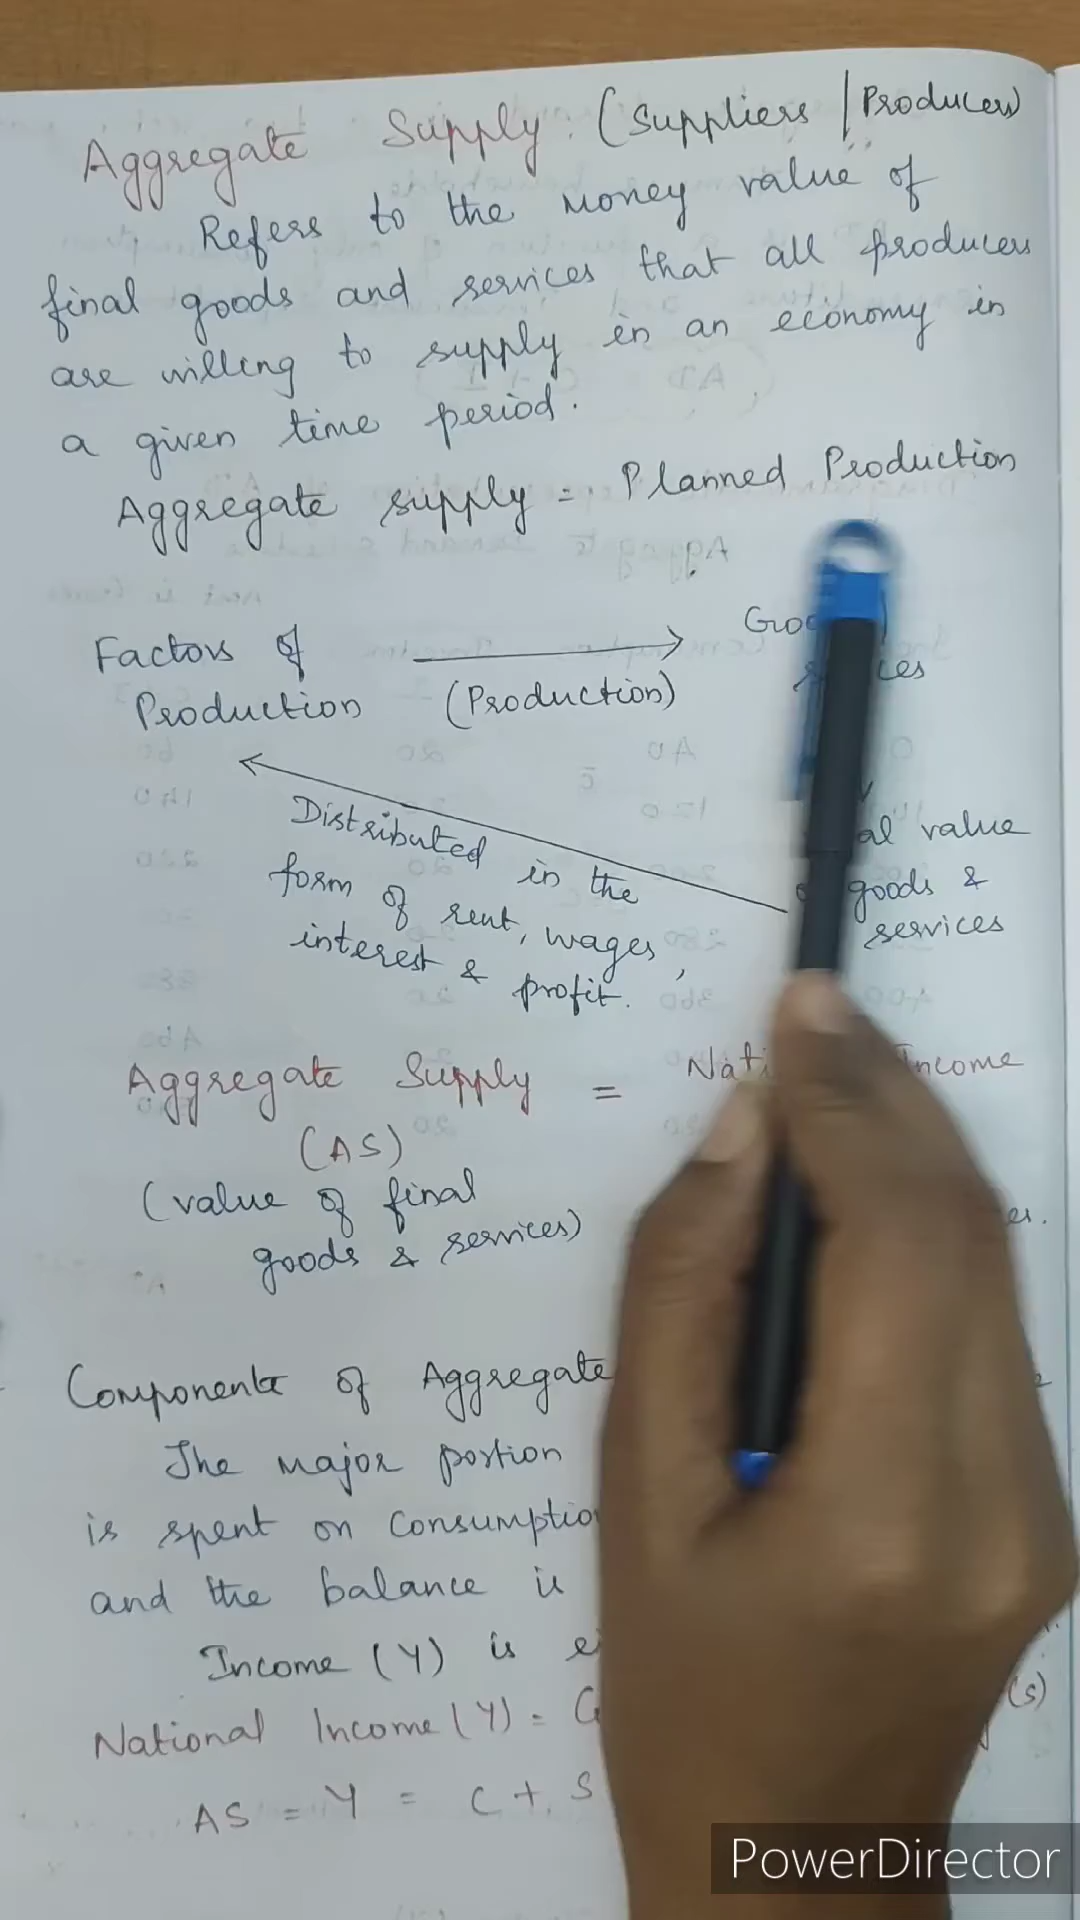 Aggregate Supply. (Suppliers / Producers)
Refers to the money value of
final goods and services that all producers
are willing to supply in an economy in
a given time period.
Aggregate supply = Planned Production
Factors of
Production
(Production)
services
Distributed in the
form of rent, wages,
interest & profit.
value
goods &
services
Aggregate Supply = Income
(AS)
(value of final
goods & services)
Components of Aggregate
The major portion
is spent on
and the balance is
Income (Y) is
National Income (Y) = (S)
AS = Y = C + S
PowerDirector